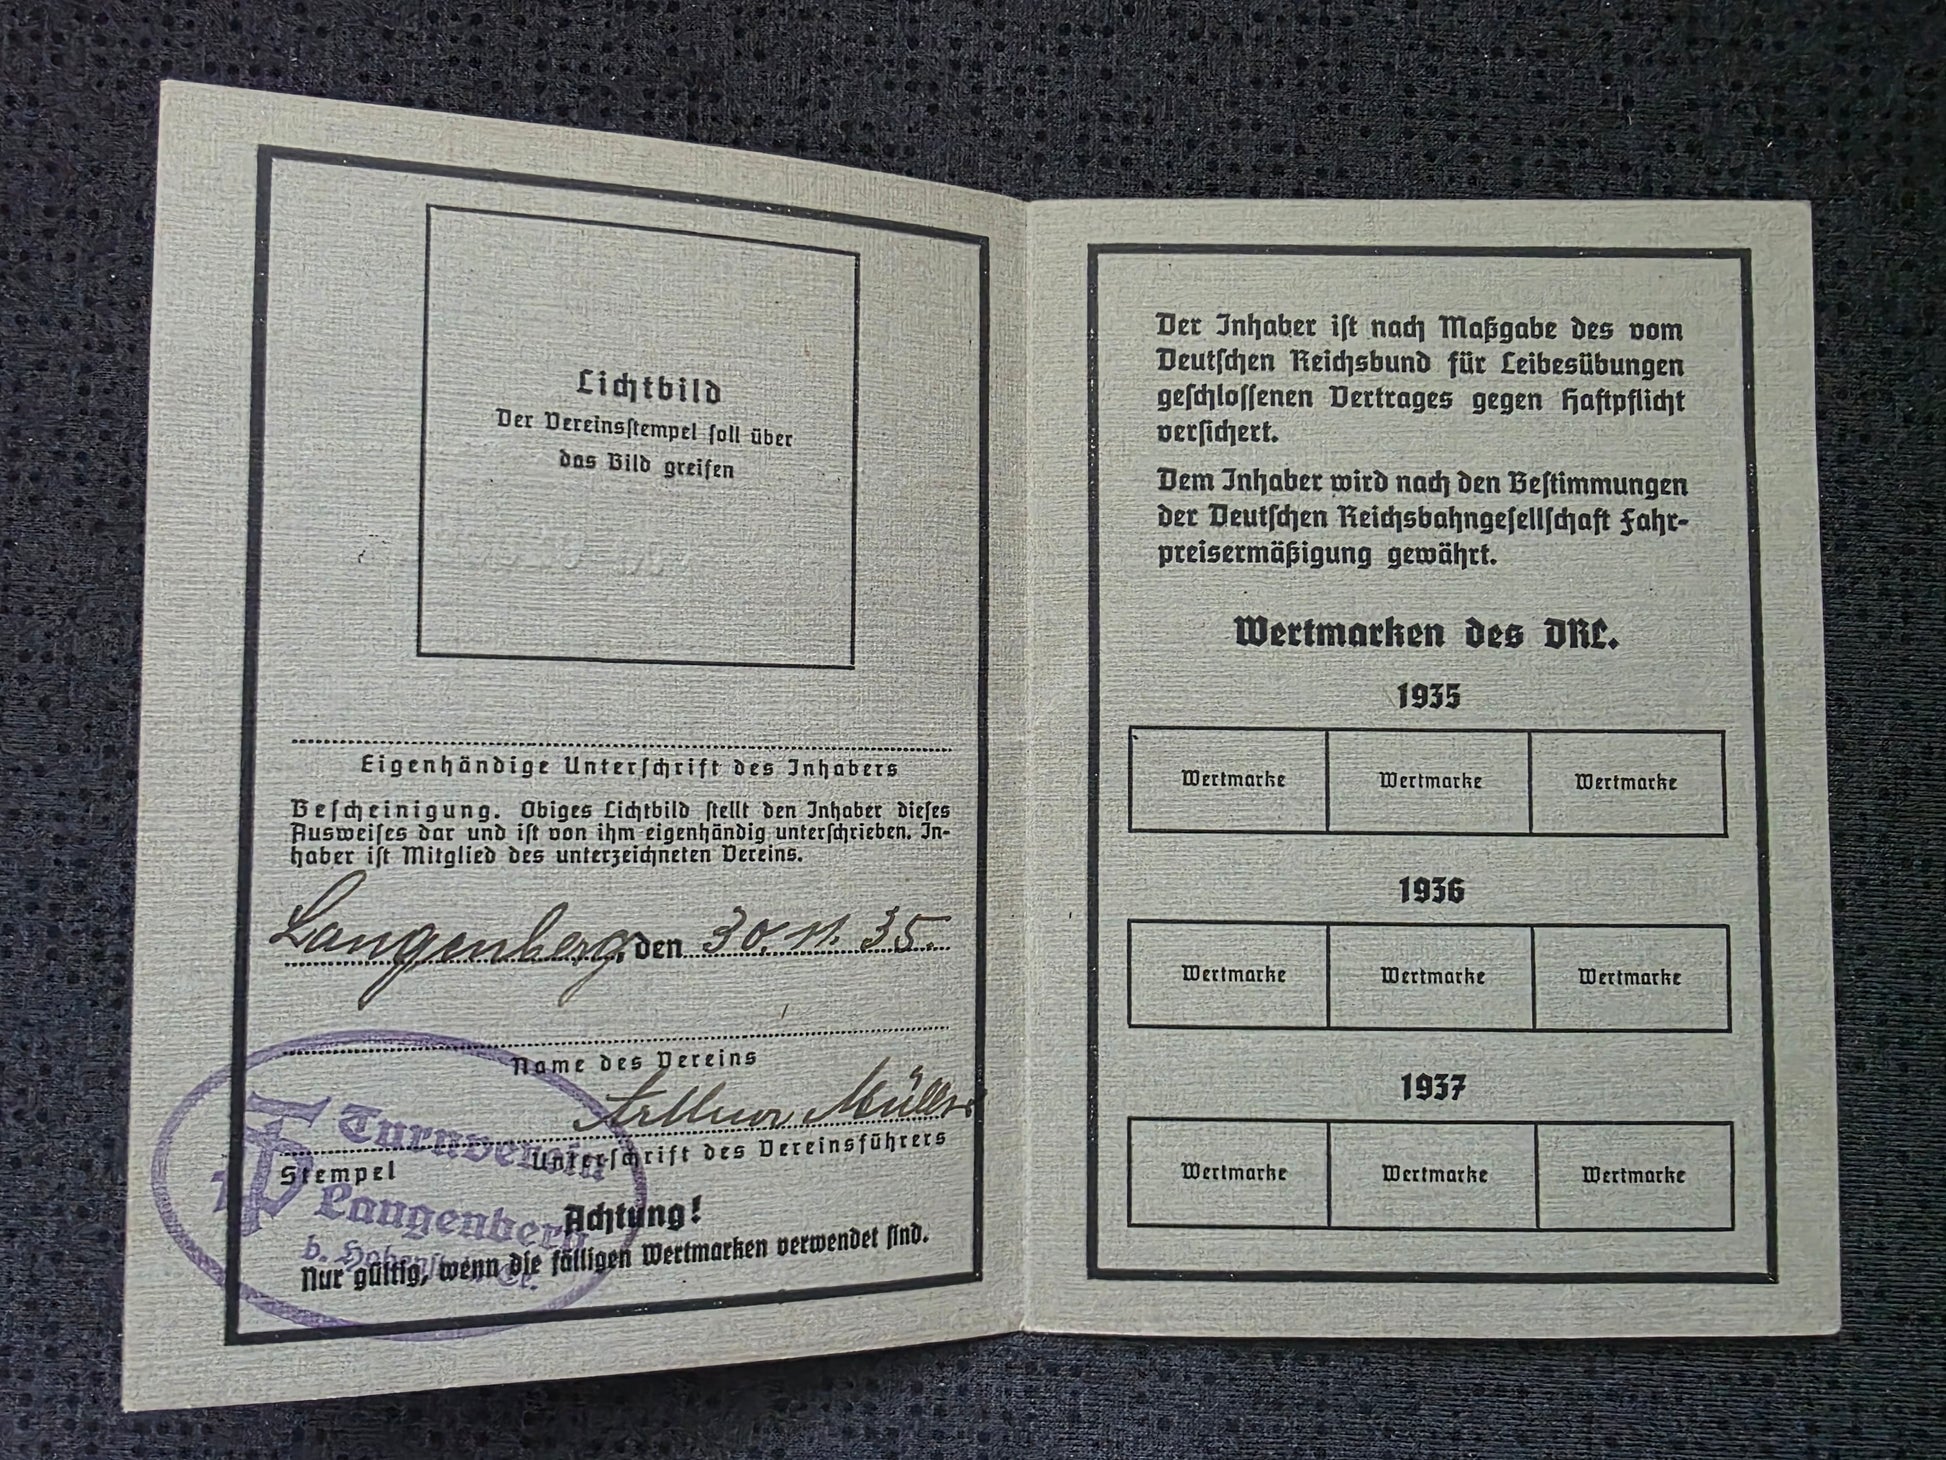 Lichtbild
Der Vereinsstempel soll über
das Bild greifen
Eigenhändige Unterschrift des Inhabers
Bescheinigung. Obiges Lichtbild stellt den Inhaber dieses
Ausweises dar und ist von ihm eigenhändig unterschrieben. In-
haber ist Mitglied des unterzeichneten Vereins.
Langenberg, den 30. 11. 35.
Name des Vereins
Arthur Müller
Unterschrift des Vereinsführers
Stempel
Turnverein
Langenberg
b. Hohenst.-Er.
Achtung!
Nur gültig, wenn die fälligen Wertmarken verwendet sind.
Der Inhaber ist nach Maßgabe des vom
Deutschen Reichsbund für Leibesübungen
geschlossenen Vertrages gegen Haftpflicht
versichert.
Dem Inhaber wird nach den Bestimmungen
der Deutschen Reichsbahngesellschaft Fahr-
preisermäßigung gewährt.
Wertmarken des DRL.
1935
Wertmarke Wertmarke Wertmarke
1936
Wertmarke Wertmarke Wertmarke
1937
Wertmarke Wertmarke Wertmarke